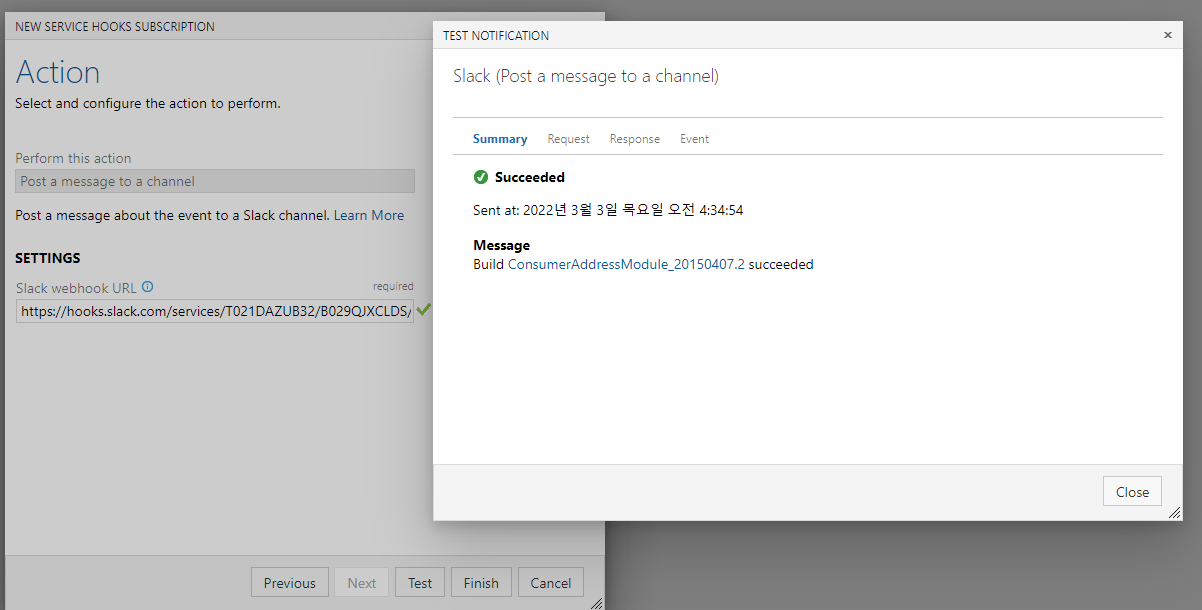 NEW SERVICE HOOKS SUBSCRIPTION
Action
Select and configure the action to perform.
Perform this action
Post a message to a channel
Post a message about the event to a Slack channel. Learn More
SETTINGS
Slack webhook URL required
https://hooks.slack.com/services/T021DAZUB32/B029QJXCLDS/
Previous Next Test Finish Cancel
TEST NOTIFICATION
Slack (Post a message to a channel)
Summary Request Response Event
Succeeded
Sent at: 2022년 3월 3일 목요일 오전 4:34:54
Message
Build ConsumerAddressModule_20150407.2 succeeded
Close